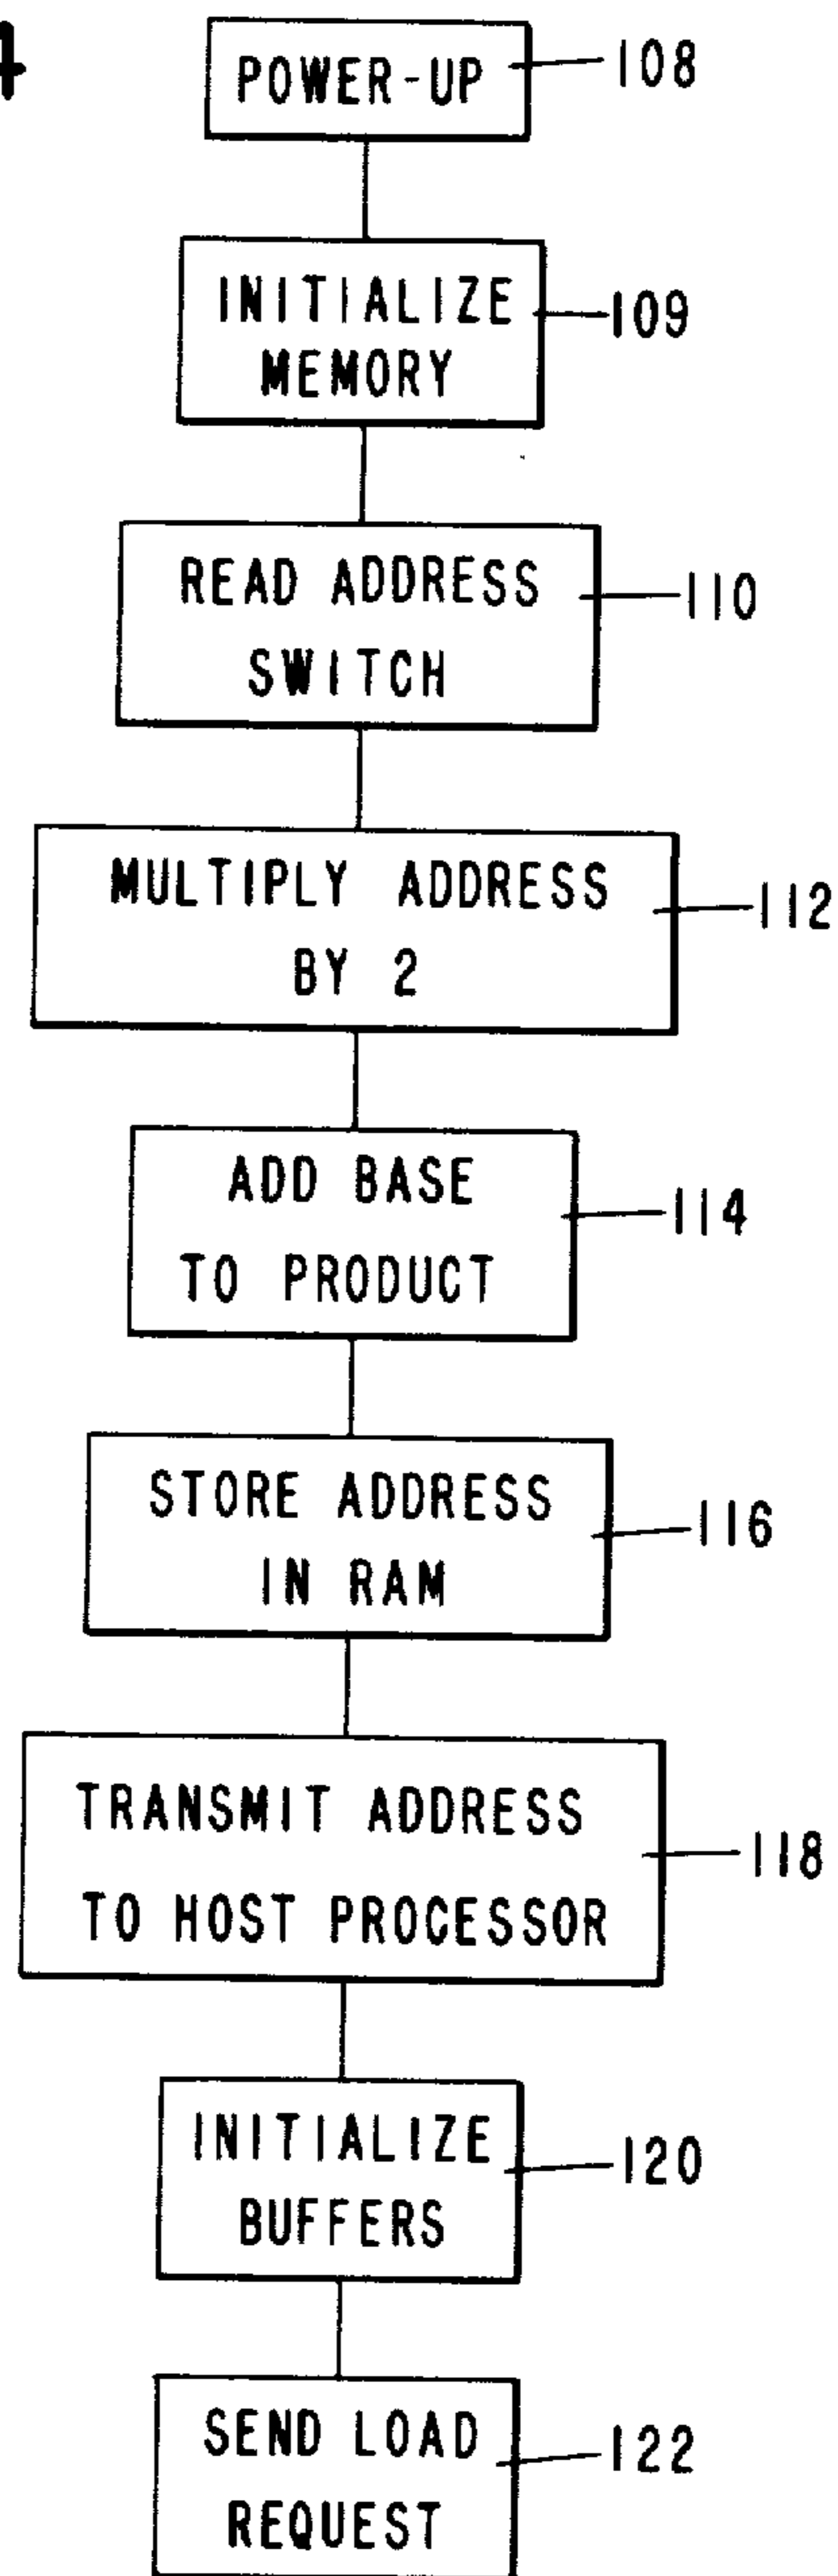 4
POWER-UP 108
INITIALIZE 109
MEMORY
READ ADDRESS 110
SWITCH
MULTIPLY ADDRESS 112
BY 2
ADD BASE 114
TO PRODUCT
STORE ADDRESS 116
IN RAM
TRANSMIT ADDRESS 118
TO HOST PROCESSOR
INITIALIZE 120
BUFFERS
SEND LOAD 122
REQUEST